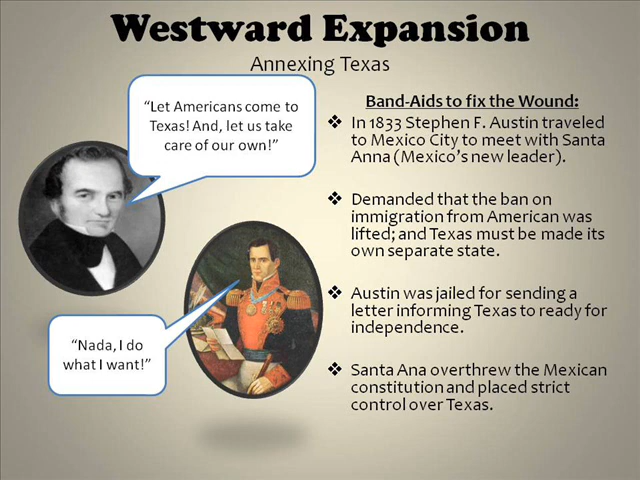 Westward Expansion
Annexing Texas
“Let Americans come to
Texas! And, let us take
care of our own!”
“Nada, I do
what I want!”
Band-Aids to fix the Wound:
❖ In 1833 Stephen F. Austin traveled
to Mexico City to meet with Santa
Anna (Mexico’s new leader).
❖ Demanded that the ban on
immigration from American was
lifted; and Texas must be made its
own separate state.
❖ Austin was jailed for sending a
letter informing Texas to ready for
independence.
❖ Santa Ana overthrew the Mexican
constitution and placed strict
control over Texas.